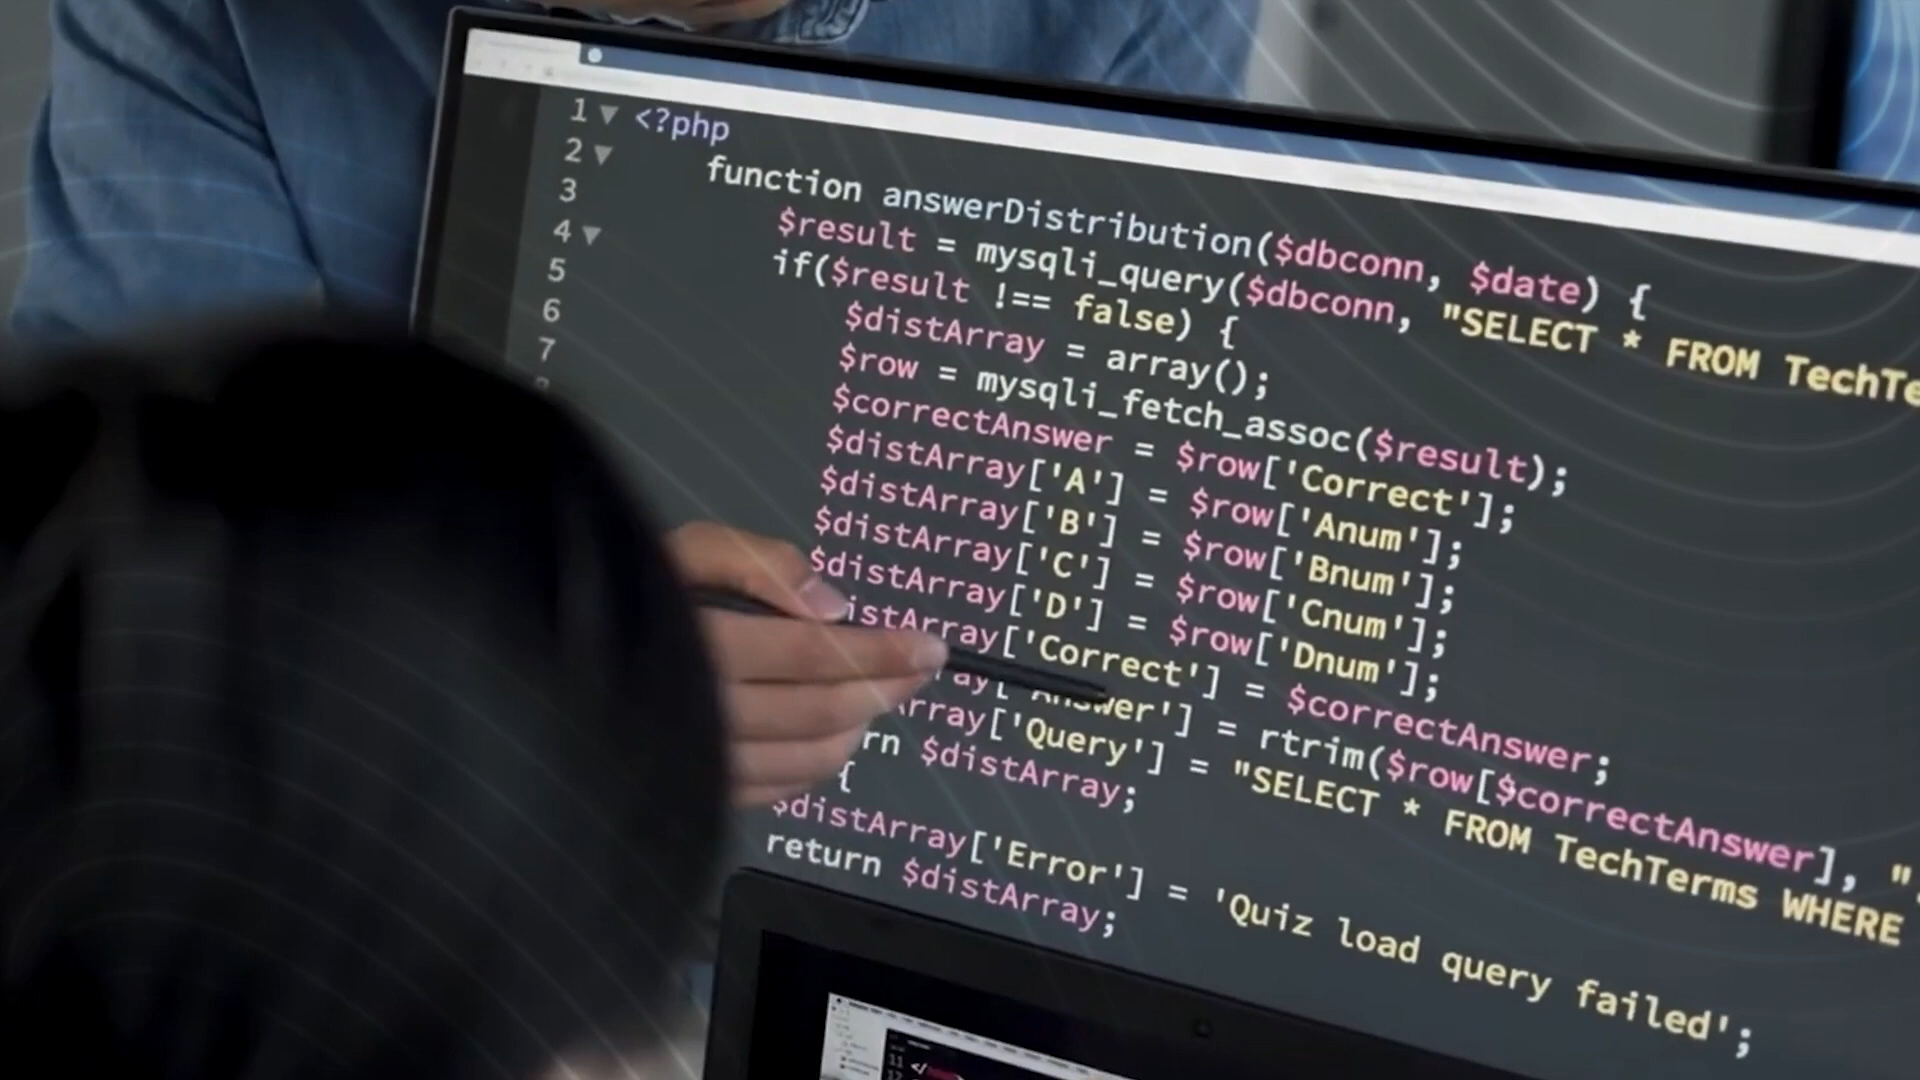 1 <?php
2 function answerDistribution($dbconn, $date) {
3 $result = mysqli_query($dbconn, "SELECT * FROM
4 if($result !== false) {
5 $distArray = array();
6 $row = mysqli_fetch_assoc($result);
7 $correctAnswer = $row['Correct'];
$distArray['A'] = $row['Anum'];
$distArray['B'] = $row['Bnum'];
$distArray['C'] = $row['Cnum'];
$distArray['D'] = $row['Dnum'];
istArray['Correct'] = $correctAnswer;
= rtrim($row[$correctAnswer], "
rray['Query'] = "SELECT * FROM TechTerms WHERE
rn $distArray;
{
$distArray['Error'] = 'Quiz load query failed';
return $distArray;